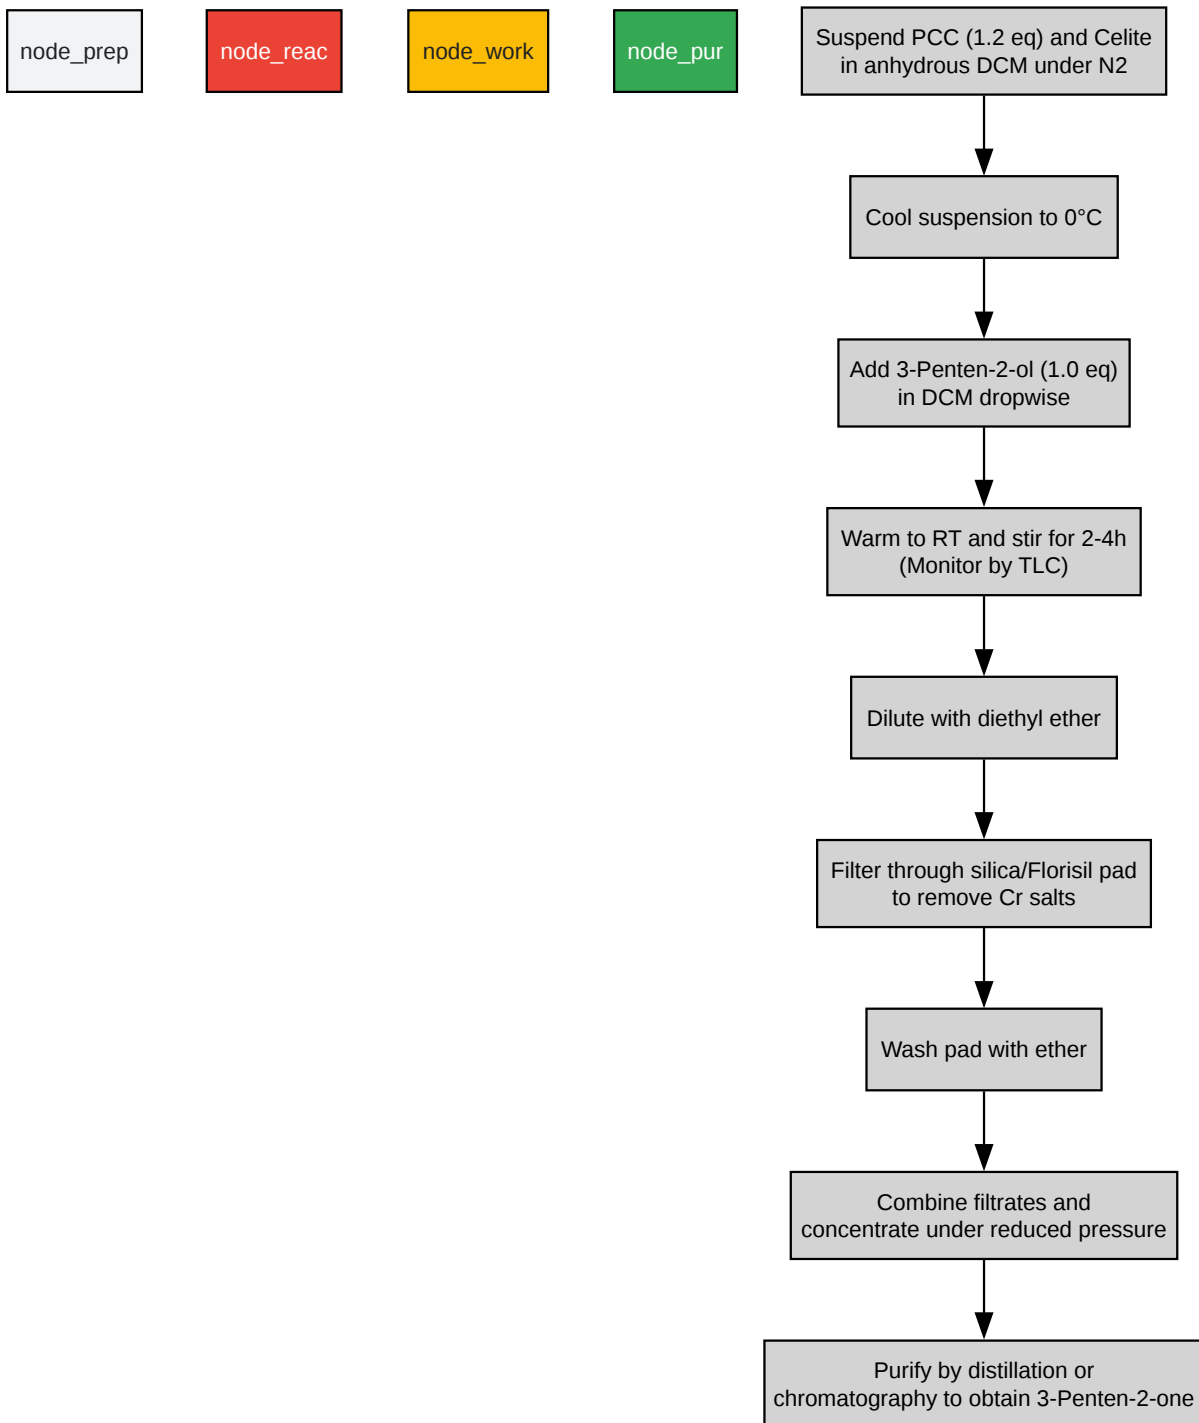 node_prep
node_reac
node_work
node_pur
Suspend PCC (1.2 eq) and Celite
in anhydrous DCM under N2
Cool suspension to 0°C
Add 3-Penten-2-ol (1.0 eq)
in DCM dropwise
Warm to RT and stir for 2-4h
(Monitor by TLC)
Dilute with diethyl ether
Filter through silica/Florisil pad
to remove Cr salts
Wash pad with ether
Combine filtrates and
concentrate under reduced pressure
Purify by distillation or
chromatography to obtain 3-Penten-2-one